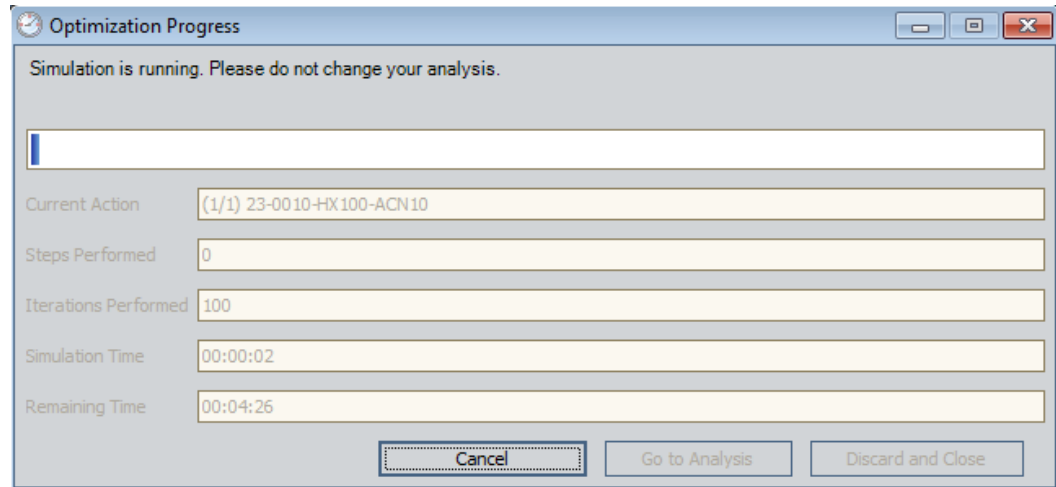 Optimization Progress
Simulation is running. Please do not change your analysis.
Current Action (1/1) 23-0010-HX100-ACN10
Steps Performed 0
Iterations Performed 100
Simulation Time 00:00:02
Remaining Time 00:04:26
Cancel Go to Analysis Discard and Close